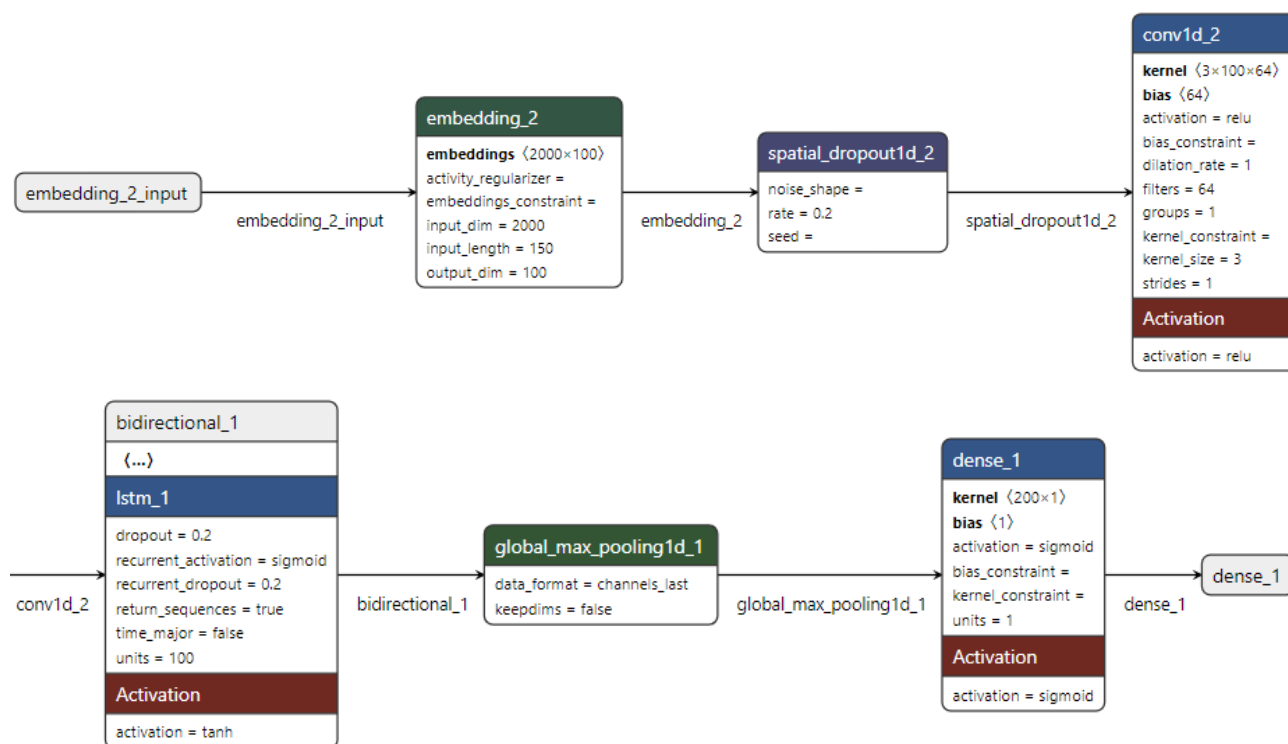 embedding_2_input
embedding_2_input
embedding_2
embeddings ⟨2000×100⟩
activity_regularizer =
embeddings_constraint =
input_dim = 2000
input_length = 150
output_dim = 100
embedding_2
spatial_dropout1d_2
noise_shape =
rate = 0.2
seed =
spatial_dropout1d_2
conv1d_2
kernel ⟨3×100×64⟩
bias ⟨64⟩
activation = relu
bias_constraint =
dilation_rate = 1
filters = 64
groups = 1
kernel_constraint =
kernel_size = 3
strides = 1
Activation
activation = relu
conv1d_2
bidirectional_1
⟨...⟩
lstm_1
dropout = 0.2
recurrent_activation = sigmoid
recurrent_dropout = 0.2
return_sequences = true
time_major = false
units = 100
Activation
activation = tanh
bidirectional_1
global_max_pooling1d_1
data_format = channels_last
keepdims = false
global_max_pooling1d_1
dense_1
kernel ⟨200×1⟩
bias ⟨1⟩
activation = sigmoid
bias_constraint =
kernel_constraint =
units = 1
Activation
activation = sigmoid
dense_1
dense_1